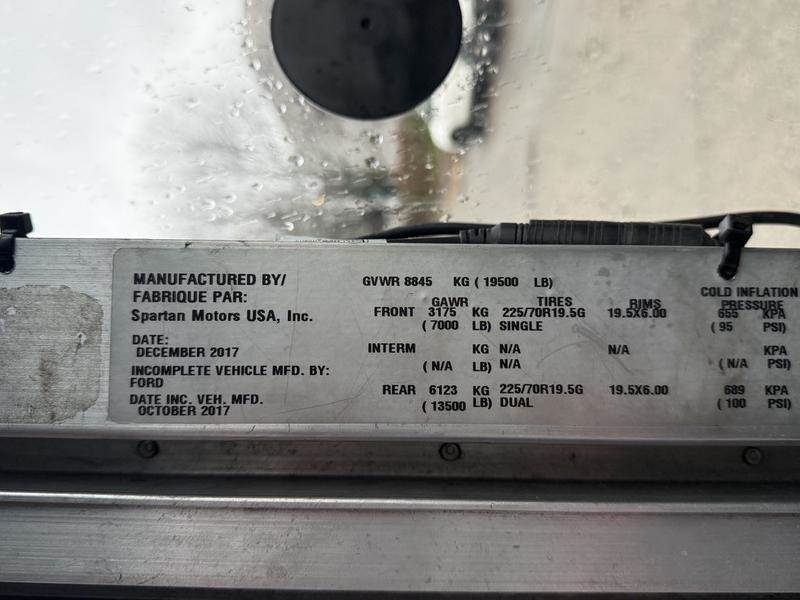 MANUFACTURED BY/
FABRIQUE PAR:
Spartan Motors USA, Inc.
DATE:
DECEMBER 2017
INCOMPLETE VEHICLE MFD. BY:
FORD
DATE INC. VEH. MFD.
OCTOBER 2017
GVWR 8845 KG ( 19500 LB)
GAWR TIRES RIMS COLD INFLATION PRESSURE
FRONT 3175 KG 225/70R19.5G 19.5X6.00 655 KPA
( 7000 LB) SINGLE ( 95 PSI)
INTERM KG N/A N/A KPA
( N/A LB) N/A ( N/A PSI)
REAR 6123 KG 225/70R19.5G 19.5X6.00 689 KPA
( 13500 LB) DUAL ( 100 PSI)